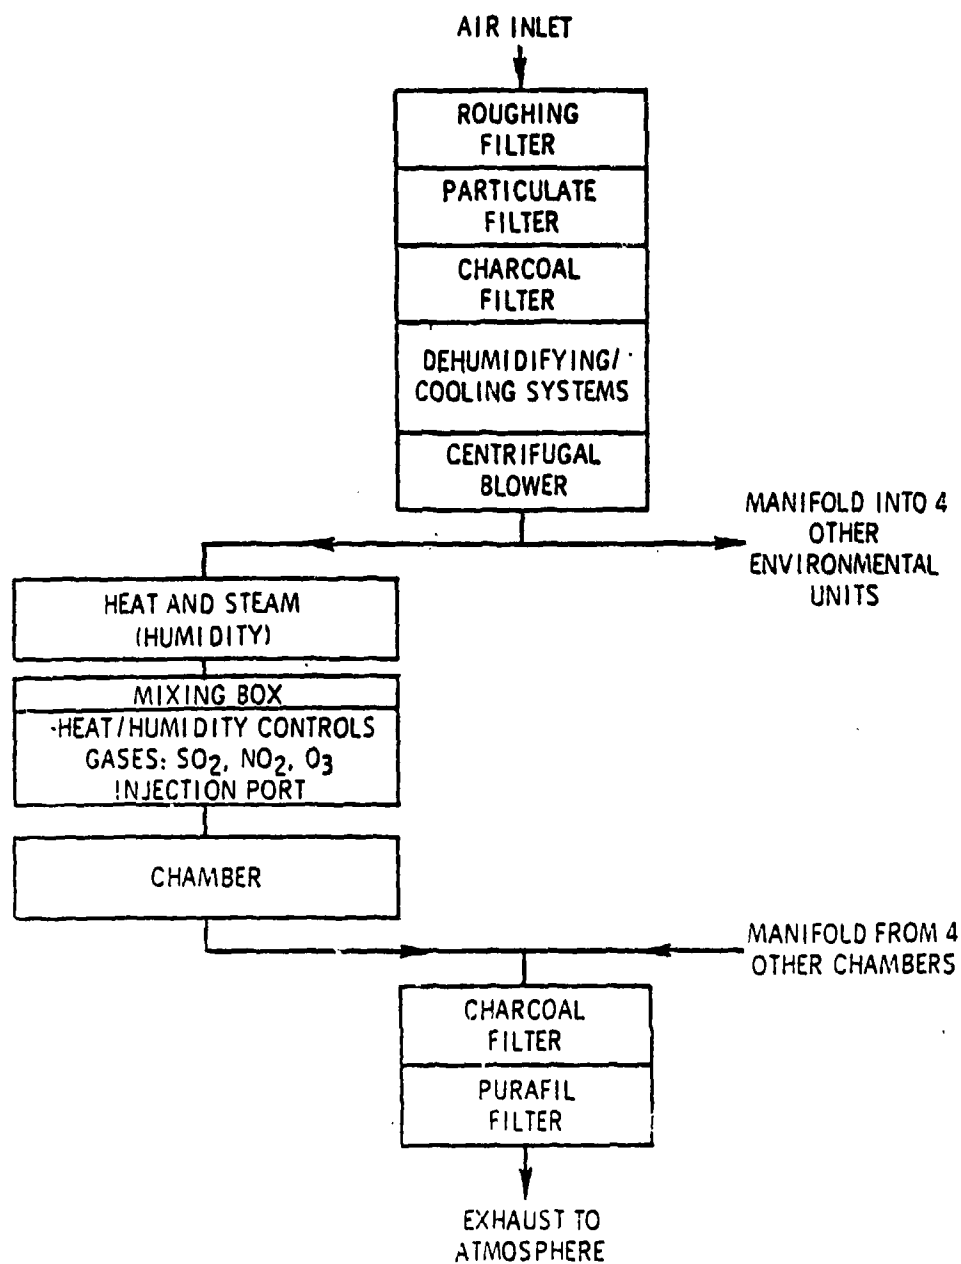 AIR INLET
ROUGHING
FILTER
PARTICULATE
FILTER
CHARCOAL
FILTER
DEHUMIDIFYING/
COOLING SYSTEMS
CENTRIFUGAL
BLOWER
MANIFOLD INTO 4
OTHER
ENVIRONMENTAL
UNITS
HEAT AND STEAM
(HUMIDITY)
MIXING BOX
HEAT/HUMIDITY CONTROLS
GASES: SO₂, NO₂, O₃
INJECTION PORT
CHAMBER
MANIFOLD FROM 4
OTHER CHAMBERS
CHARCOAL
FILTER
PURAFIL
FILTER
EXHAUST TO
ATMOSPHERE